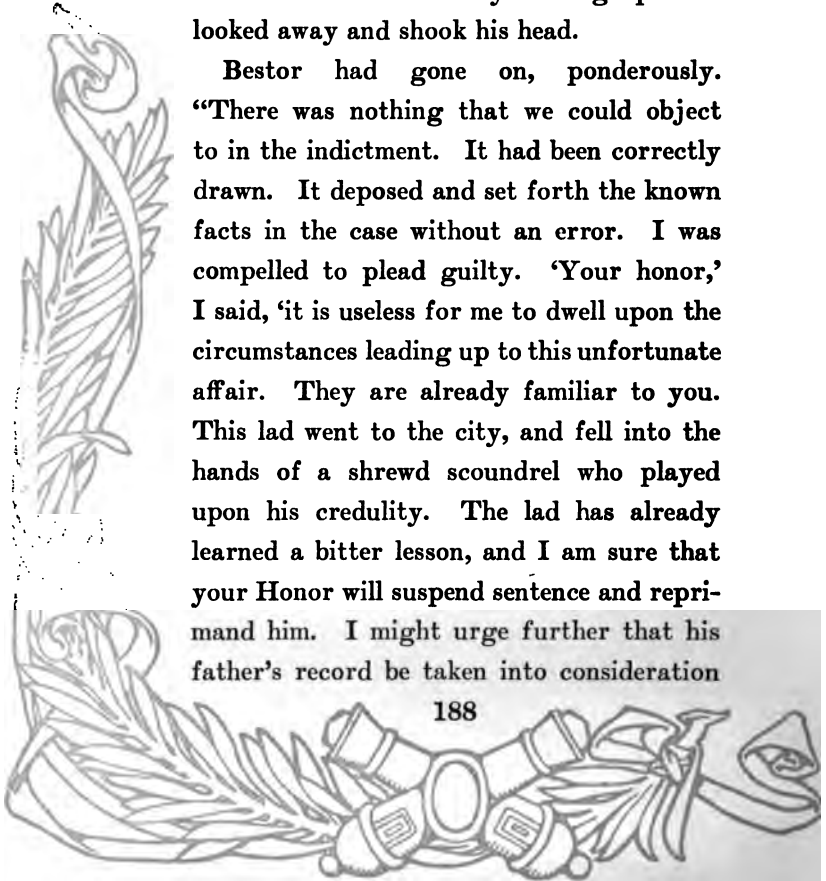 looked away and shook his head.
Bestor had gone on, ponderously.
“There was nothing that we could object
to in the indictment. It had been correctly
drawn. It deposed and set forth the known
facts in the case without an error. I was
compelled to plead guilty. ‘Your honor,’
I said, ‘it is useless for me to dwell upon the
circumstances leading up to this unfortunate
affair. They are already familiar to you.
This lad went to the city, and fell into the
hands of a shrewd scoundrel who played
upon his credulity. The lad has already
learned a bitter lesson, and I am sure that
your Honor will suspend sentence and repri-
mand him. I might urge further that his
father’s record be taken into consideration
188